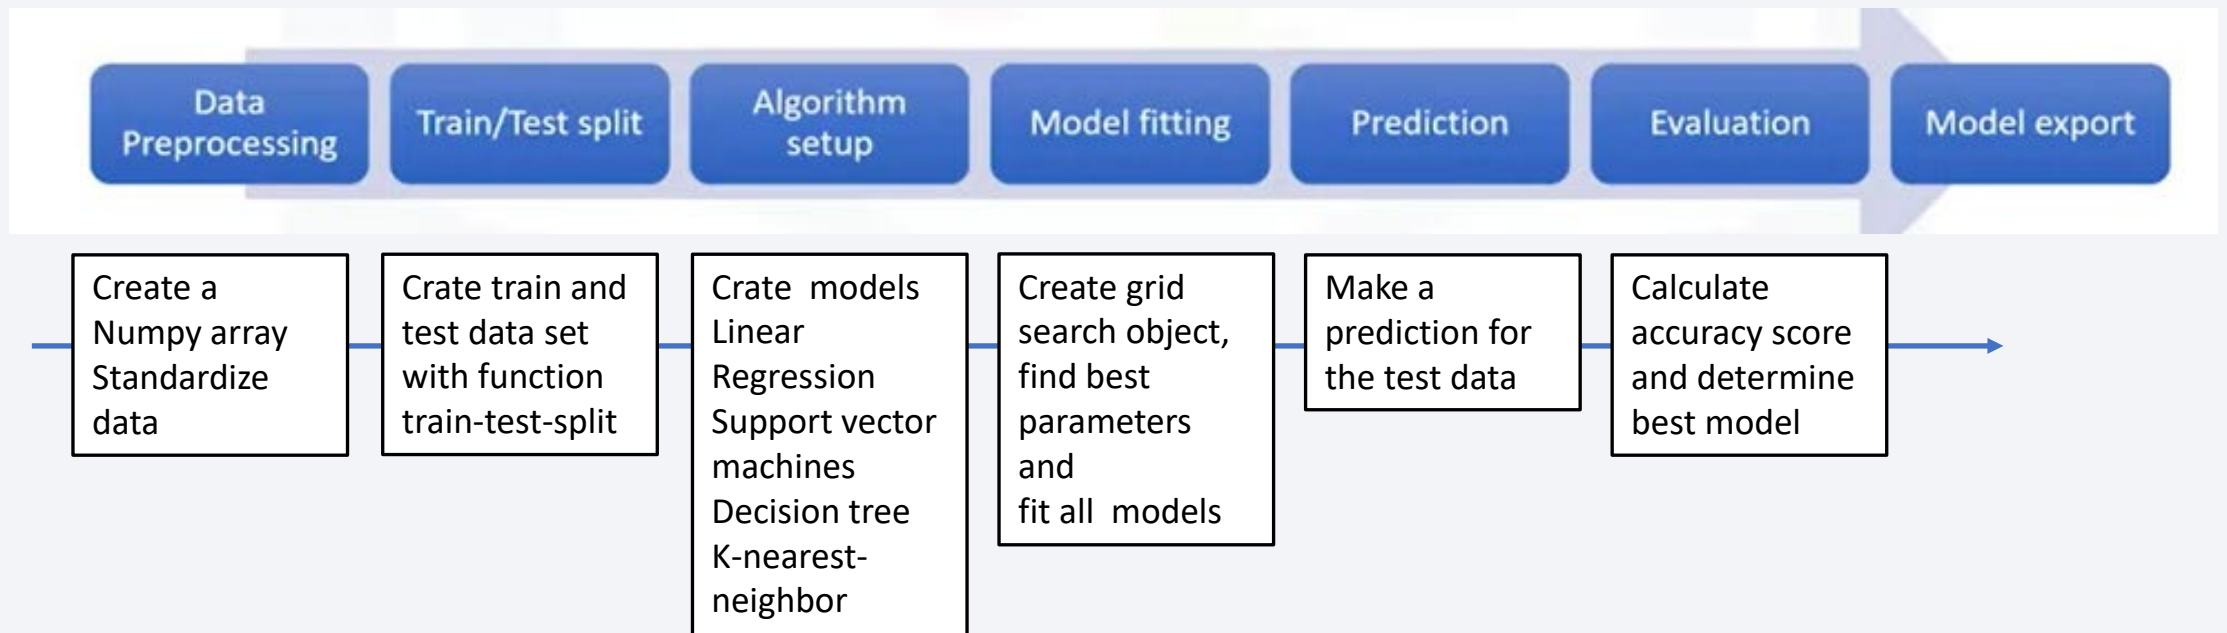 Data
Preprocessing
Train/Test split
Algorithm
setup
Model fitting
Prediction
Evaluation
Model export
Create a
Numpy array
Standardize
data
Crate train and
test data set
with function
train-test-split
Crate  models
Linear
Regression
Support vector
machines
Decision tree
K-nearest-
neighbor
Create grid
search object,
find best
parameters
and
fit all  models
Make a
prediction for
the test data
Calculate
accuracy score
and determine
best model